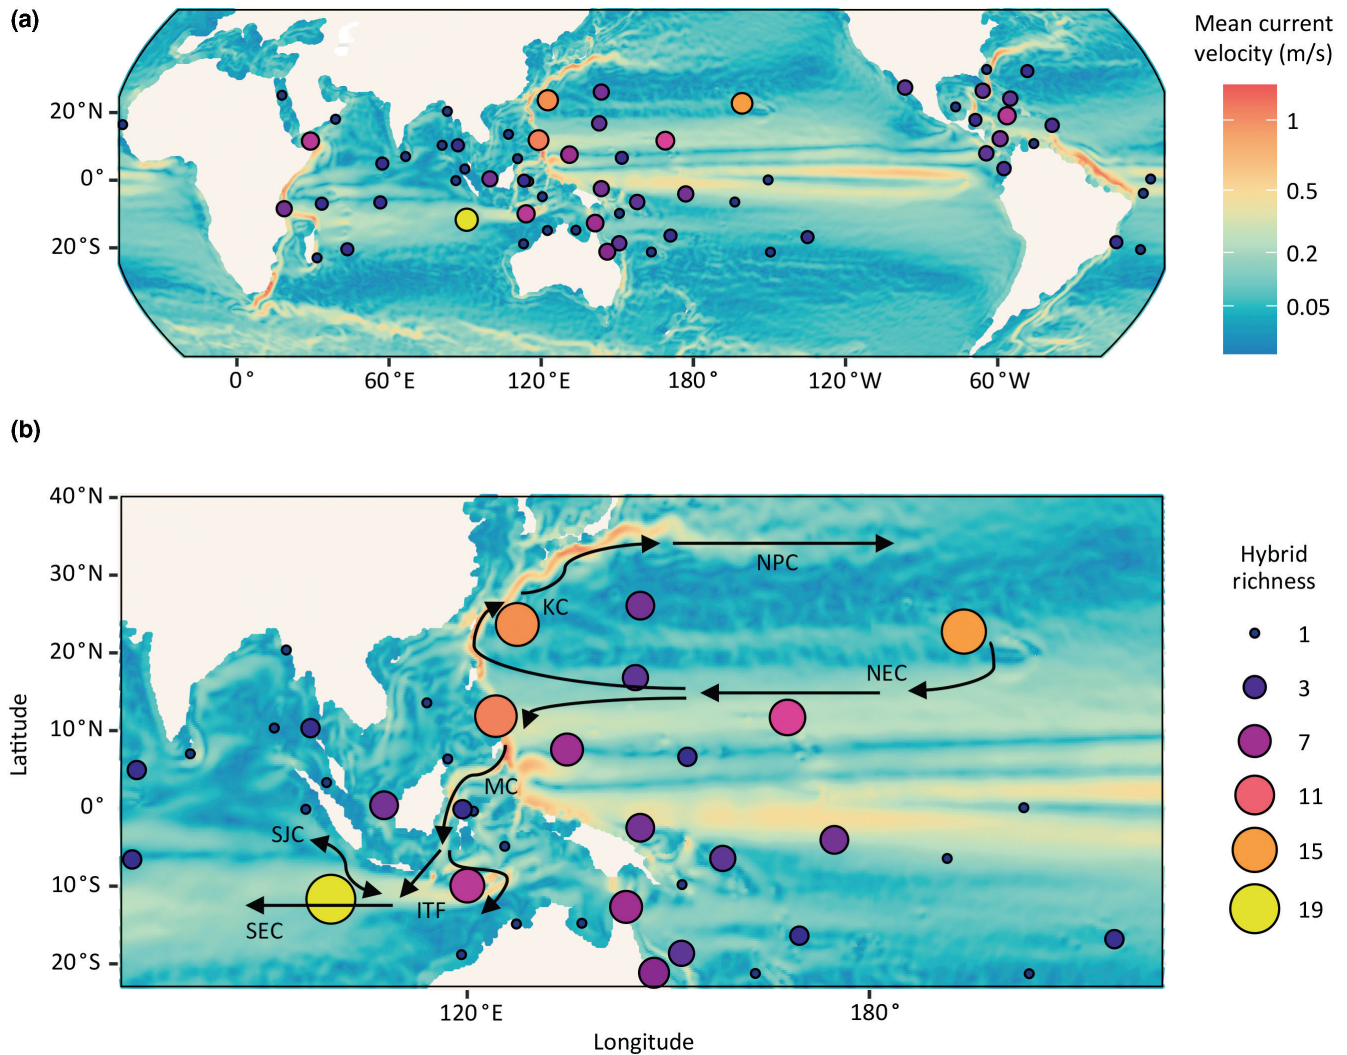 (a)
Mean current
velocity (m/s)
1
0.5
0.2
0.05
20°N
0°
20°S
0
60°E
120°E
180°
120°W
60°W
(b)
40°N
30°N
20°N
10°N
0°
10°S
20°S
Latitude
NPC
KC
NEC
MC
SJC
ITF
SEC
120°E
180°
Longitude
Hybrid
richness
1
3
7
11
15
19